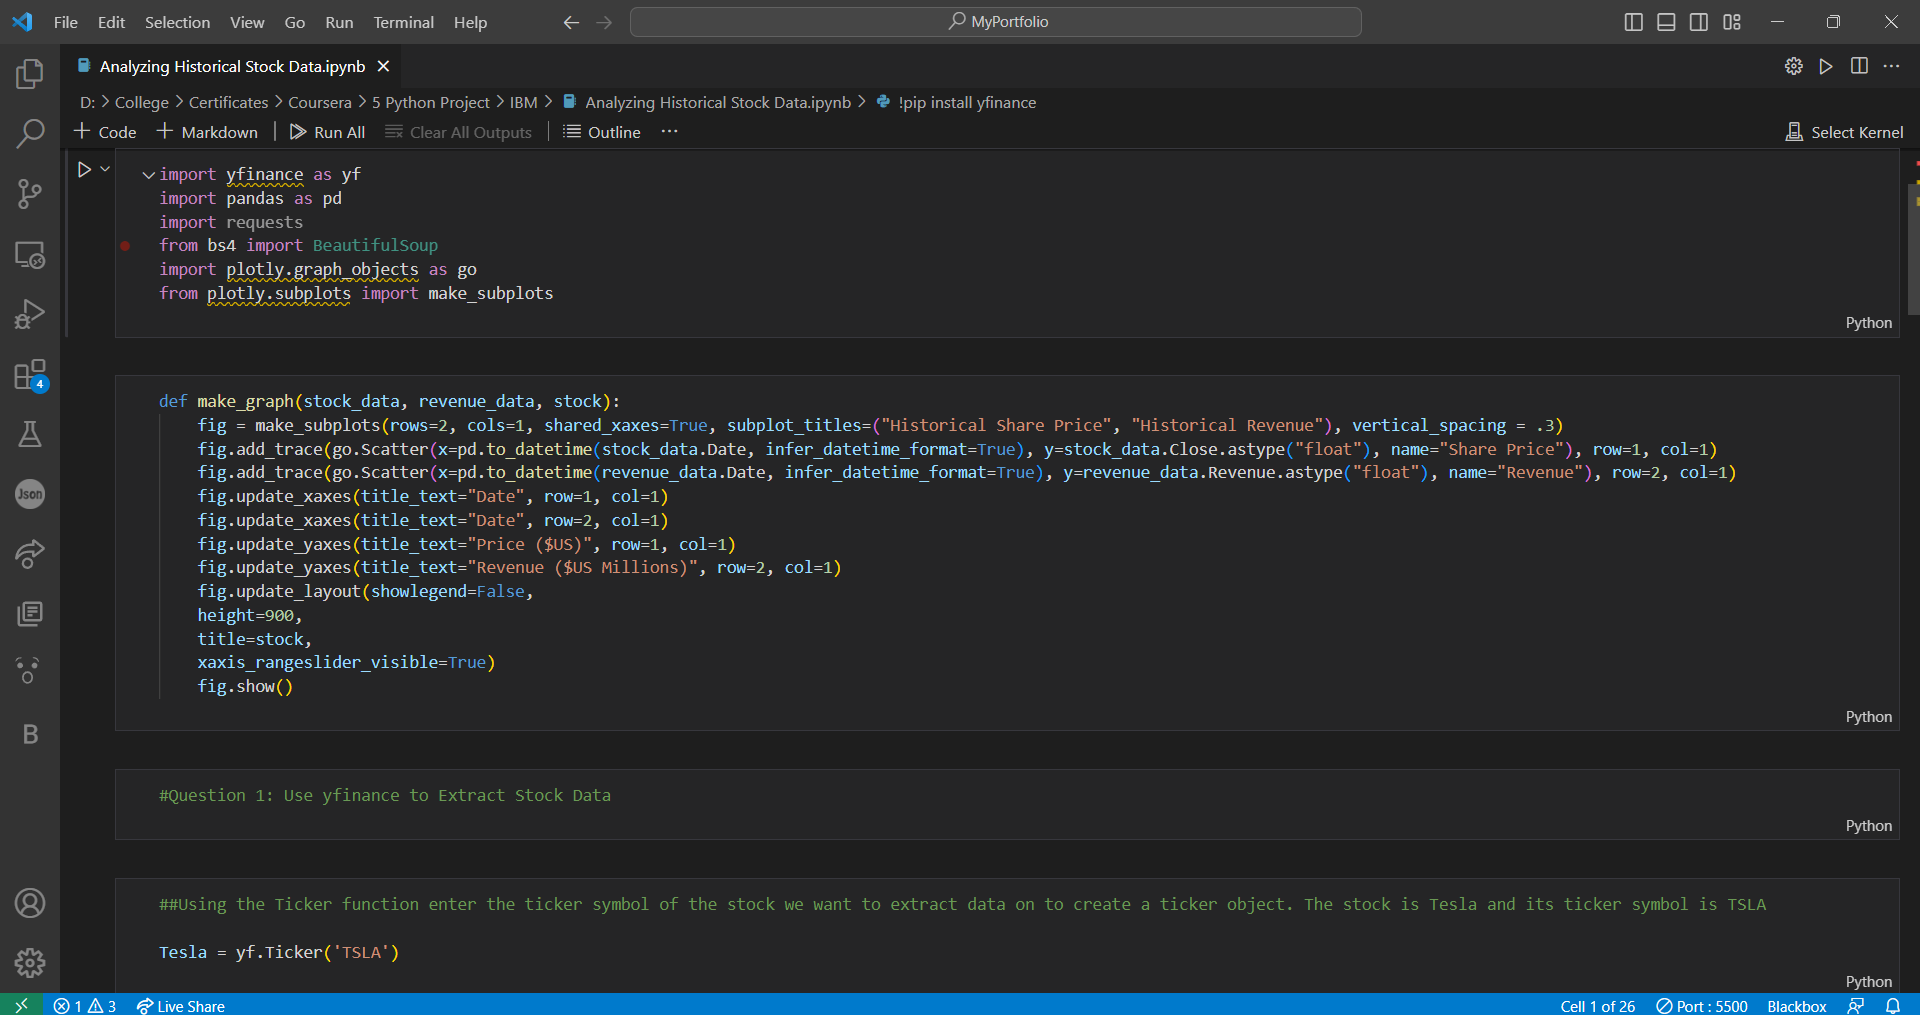 File Edit Selection View Go Run Terminal Help MyPortfolio
Analyzing Historical Stock Data.ipynb
D: > College > Certificates > Coursera > 5 Python Project > IBM > Analyzing Historical Stock Data.ipynb > !pip install yfinance
+ Code + Markdown | Run All Clear All Outputs | Outline ... Select Kernel
import yfinance as yf
import pandas as pd
import requests
from bs4 import BeautifulSoup
import plotly.graph_objects as go
from plotly.subplots import make_subplots
Python
4
def make_graph(stock_data, revenue_data, stock):
    fig = make_subplots(rows=2, cols=1, shared_xaxes=True, subplot_titles=("Historical Share Price", "Historical Revenue"), vertical_spacing = .3)
    fig.add_trace(go.Scatter(x=pd.to_datetime(stock_data.Date, infer_datetime_format=True), y=stock_data.Close.astype("float"), name="Share Price"), row=1, col=1)
    fig.add_trace(go.Scatter(x=pd.to_datetime(revenue_data.Date, infer_datetime_format=True), y=revenue_data.Revenue.astype("float"), name="Revenue"), row=2, col=1)
    fig.update_xaxes(title_text="Date", row=1, col=1)
    fig.update_xaxes(title_text="Date", row=2, col=1)
    fig.update_yaxes(title_text="Price ($US)", row=1, col=1)
    fig.update_yaxes(title_text="Revenue ($US Millions)", row=2, col=1)
    fig.update_layout(showlegend=False,
    height=900,
    title=stock,
    xaxis_rangeslider_visible=True)
    fig.show()
Python
Json
B
#Question 1: Use yfinance to Extract Stock Data
Python
##Using the Ticker function enter the ticker symbol of the stock we want to extract data on to create a ticker object. The stock is Tesla and its ticker symbol is TSLA
Tesla = yf.Ticker('TSLA')
Python
1 3 Live Share Cell 1 of 26 Port : 5500 Blackbox